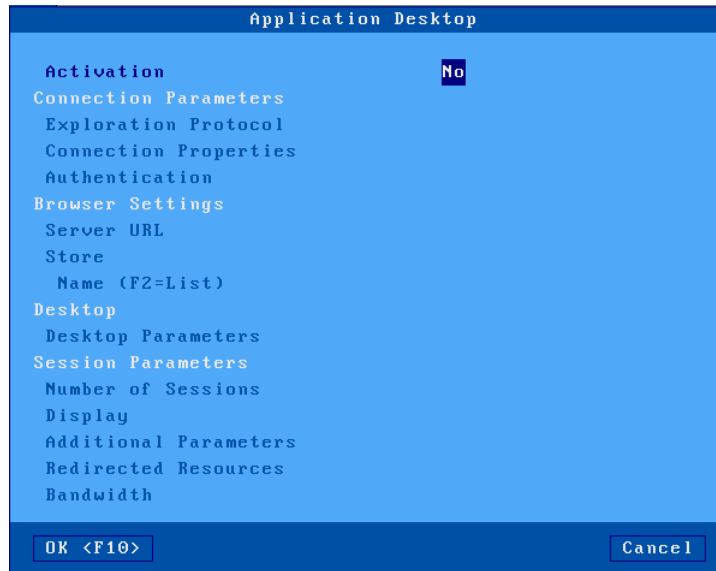 Application Desktop
Activation No
Connection Parameters
Exploration Protocol
Connection Properties
Authentication
Browser Settings
Server URL
Store
Name (F2=List)
Desktop
Desktop Parameters
Session Parameters
Number of Sessions
Display
Additional Parameters
Redirected Resources
Bandwidth
OK <F10> Cancel